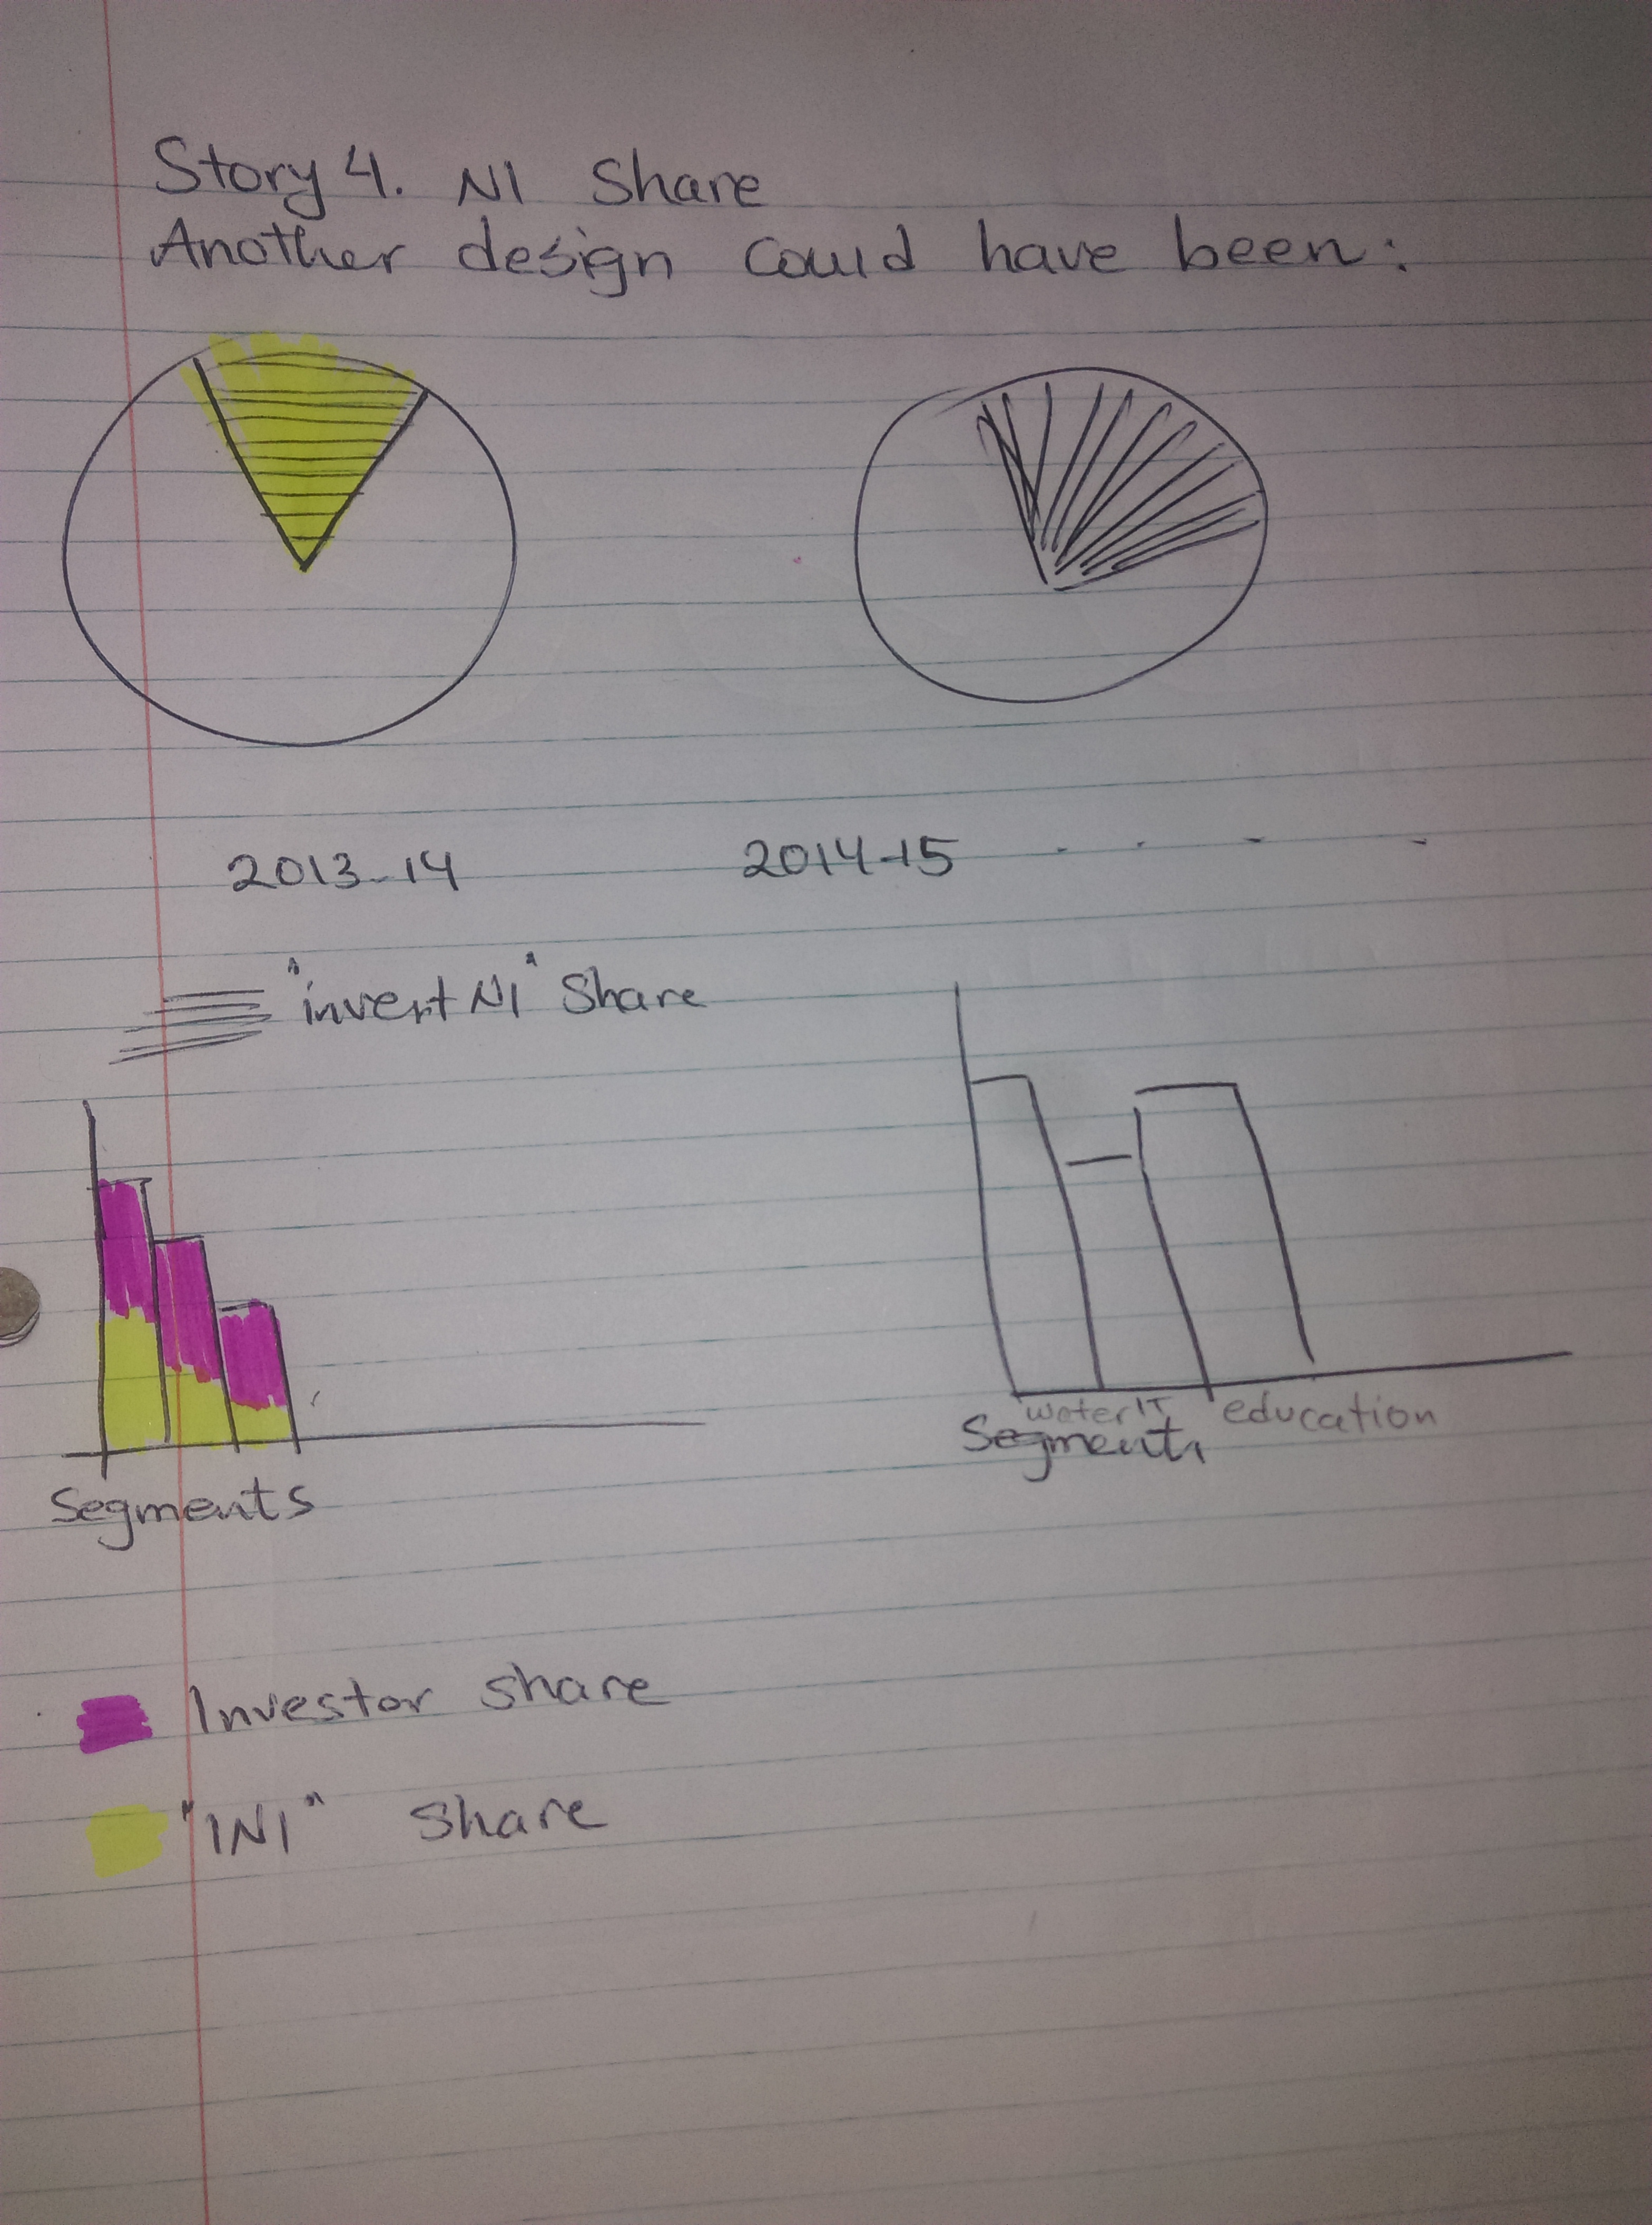 Story 4. NI Share
Another design could have been:
2013-14 2014-15 - - - -
"invert NI" Share
water IT education
Segments
Segments
Investor share
"INI" Share